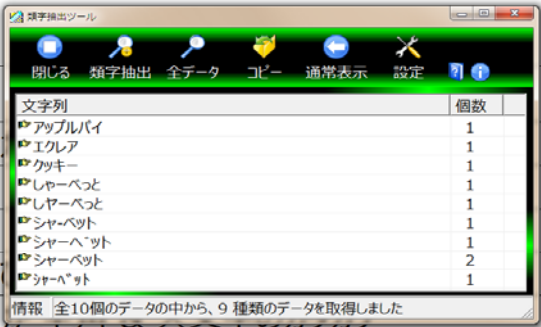 類字抽出ツール
閉じる 類字抽出 全データ コピー 通常表示 設定
文字列 個数
アップルパイ 1
エクレア 1
クッキー 1
しゃーべっと 1
しヤーべっと 1
シャ-ベット 1
シャーヘ゛ット 1
シャーベット 2
ｼｬｰﾍﾞｯﾄ 1
情報 全10個のデータの中から、9 種類のデータを取得しました